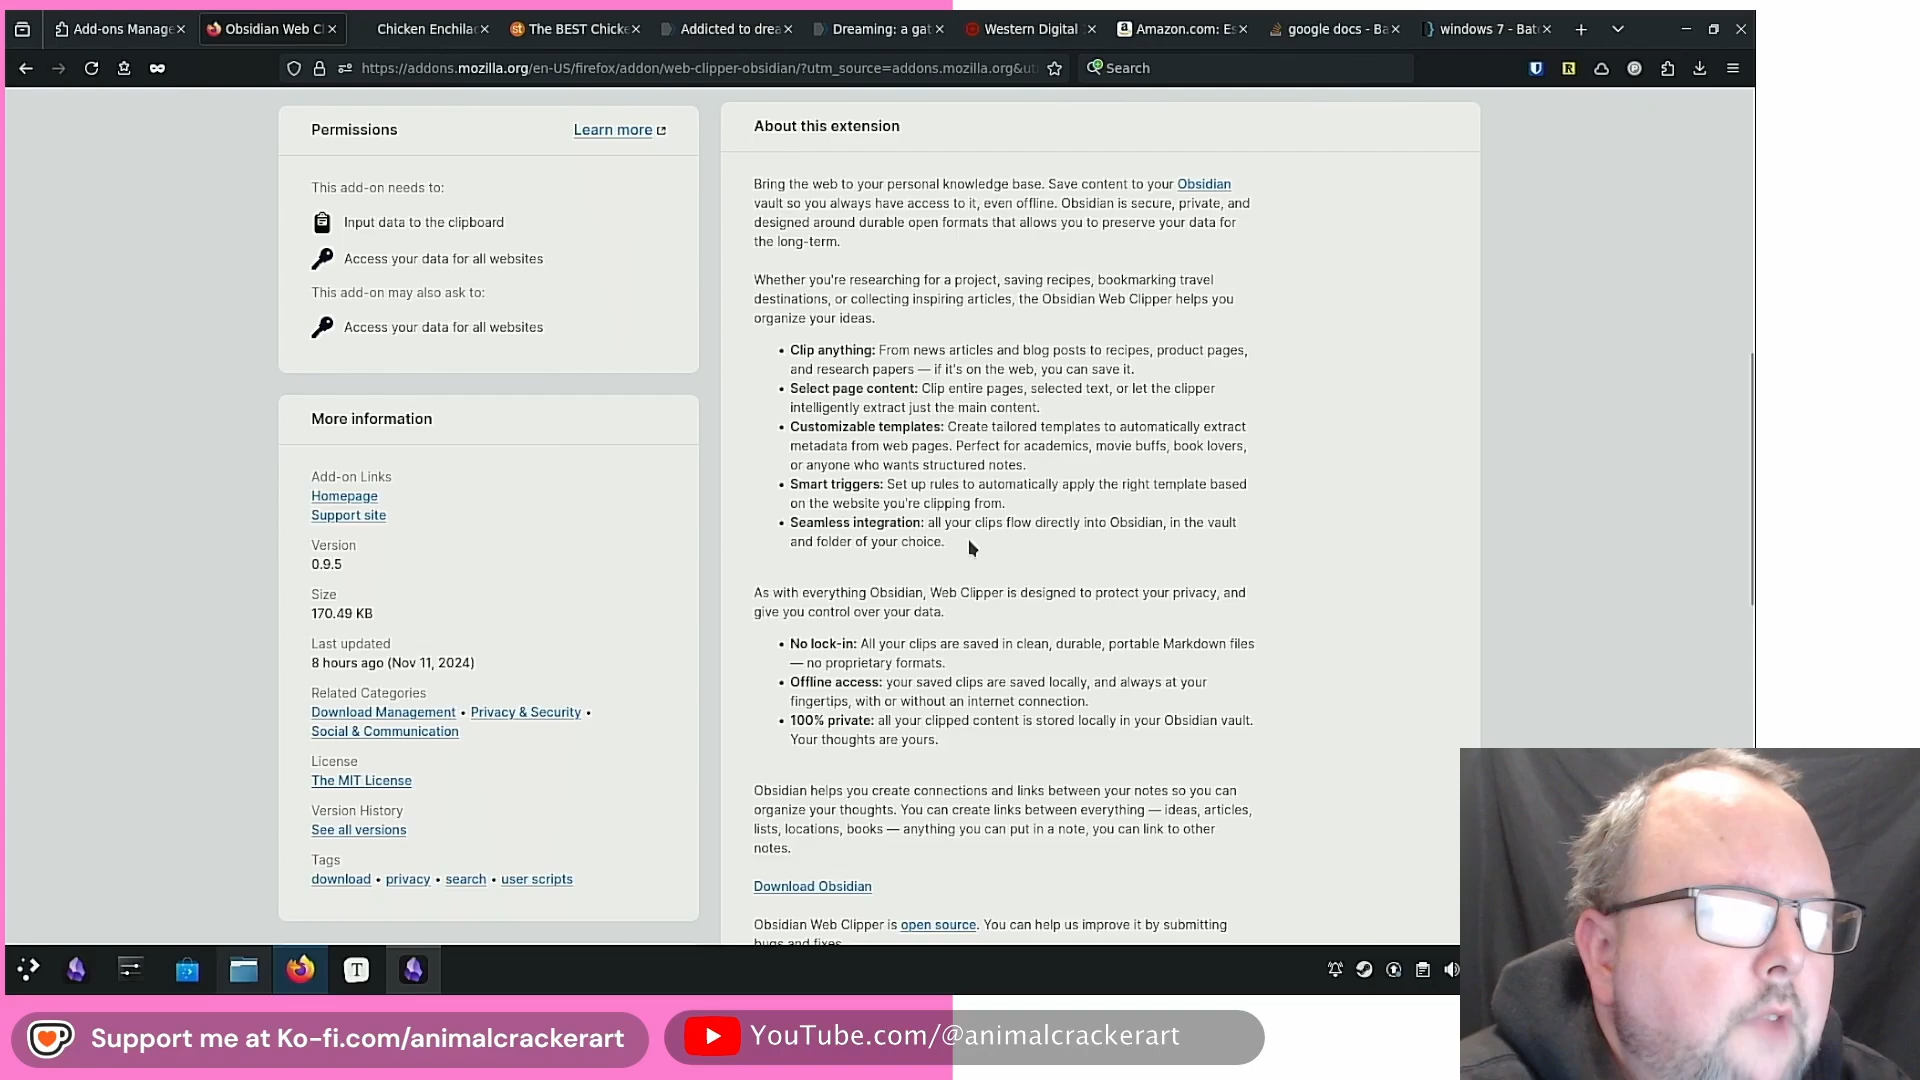 Add-ons Manage
Obsidian Web Cl
Chicken Enchilac
The BEST Chicke
Addicted to drea
Dreaming: a gat
Western Digital
Amazon.com: Es
google docs - Ba
windows 7 - Batc
https://addons.mozilla.org/en-US/firefox/addon/web-clipper-obsidian/?utm_source=addons.mozilla.org&ut
Search
Permissions
Learn more
This add-on needs to:
Input data to the clipboard
Access your data for all websites
This add-on may also ask to:
Access your data for all websites
More information
Add-on Links
Homepage
Support site
Version
0.9.5
Size
170.49 KB
Last updated
8 hours ago (Nov 11, 2024)
Related Categories
Download Management • Privacy & Security •
Social & Communication
License
The MIT License
Version History
See all versions
Tags
download • privacy • search • user scripts
About this extension
Bring the web to your personal knowledge base. Save content to your Obsidian
vault so you always have access to it, even offline. Obsidian is secure, private, and
designed around durable open formats that allows you to preserve your data for
the long-term.
Whether you're researching for a project, saving recipes, bookmarking travel
destinations, or collecting inspiring articles, the Obsidian Web Clipper helps you
organize your ideas.
• Clip anything: From news articles and blog posts to recipes, product pages,
and research papers — if it's on the web, you can save it.
• Select page content: Clip entire pages, selected text, or let the clipper
intelligently extract just the main content.
• Customizable templates: Create tailored templates to automatically extract
metadata from web pages. Perfect for academics, movie buffs, book lovers,
or anyone who wants structured notes.
• Smart triggers: Set up rules to automatically apply the right template based
on the website you're clipping from.
• Seamless integration: all your clips flow directly into Obsidian, in the vault
and folder of your choice.
As with everything Obsidian, Web Clipper is designed to protect your privacy, and
give you control over your data.
• No lock-in: All your clips are saved in clean, durable, portable Markdown files
— no proprietary formats.
• Offline access: your saved clips are saved locally, and always at your
fingertips, with or without an internet connection.
• 100% private: all your clipped content is stored locally in your Obsidian vault.
Your thoughts are yours.
Obsidian helps you create connections and links between your notes so you can
organize your thoughts. You can create links between everything — ideas, articles,
lists, locations, books — anything you can put in a note, you can link to other
notes.
Download Obsidian
Obsidian Web Clipper is open source. You can help us improve it by submitting
bugs and fixes.
Support me at Ko-fi.com/animalcrackerart
YouTube.com/@animalcrackerart